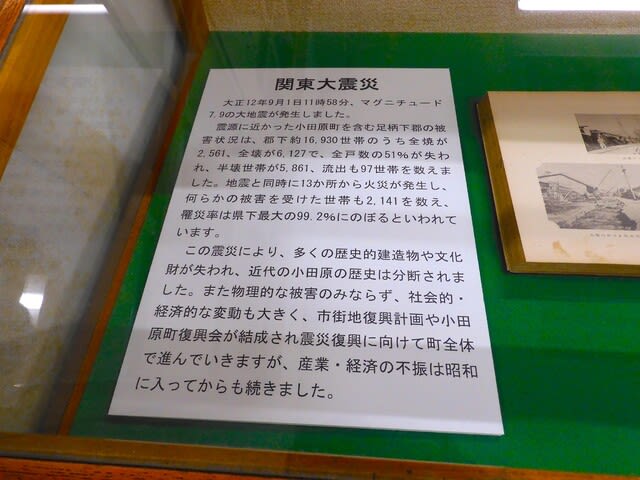 関東大震災
大正12年9月1日11時58分、マグニチュード
7.9の大地震が発生しました。
震源に近かった小田原町を含む足柄下郡の被
害状況は、郡下約16,930世帯のうち全焼が
2,561、全壊が6,127で、全戸数の51%が失わ
れ、半壊世帯が5,861、流出も97世帯を数えま
した。地震と同時に13か所から火災が発生し、
何らかの被害を受けた世帯も2,141を数え、
罹災率は県下最大の99.2%にのぼるといわれて
います。
この震災により、多くの歴史的建造物や文化
財が失われ、近代の小田原の歴史は分断されま
した。また物理的な被害のみならず、社会的・
経済的な変動も大きく、市街地復興計画や小田
原町復興会が結成され震災復興に向けて町全体
で進んでいきますが、産業・経済の不振は昭和
に入ってからも続きました。